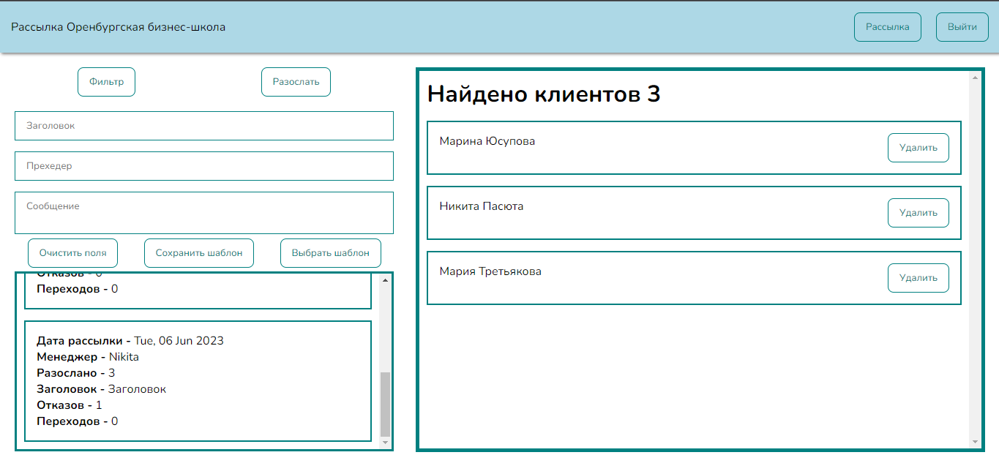 Рассылка Оренбургская бизнес-школа
Рассылка
Выйти
Фильтр
Разослать
Заголовок
Прехедер
Сообщение
Очистить поля
Сохранить шаблон
Выбрать шаблон
Отказов - 0
Переходов - 0
Дата рассылки - Tue, 06 Jun 2023
Менеджер - Nikita
Разослано - 3
Заголовок - Заголовок
Отказов - 1
Переходов - 0
Найдено клиентов 3
Марина Юсупова
Удалить
Никита Пасюта
Удалить
Мария Третьякова
Удалить